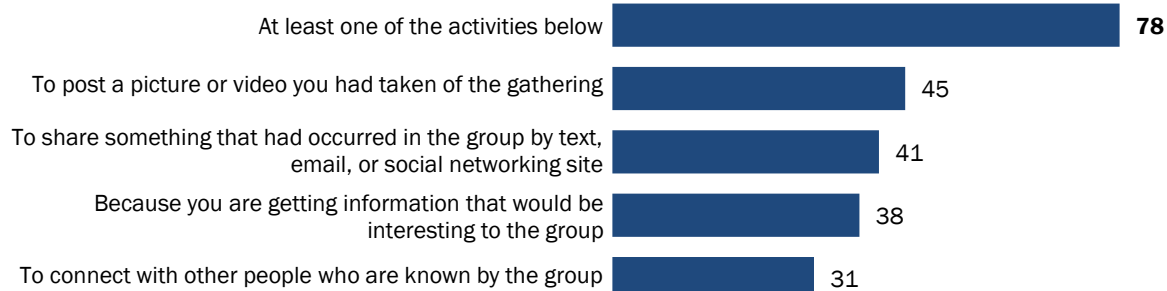 At least one of the activities below 78
To post a picture or video you had taken of the gathering 45
To share something that had occurred in the group by text,
email, or social networking site 41
Because you are getting information that would be
interesting to the group 38
To connect with other people who are known by the group 31